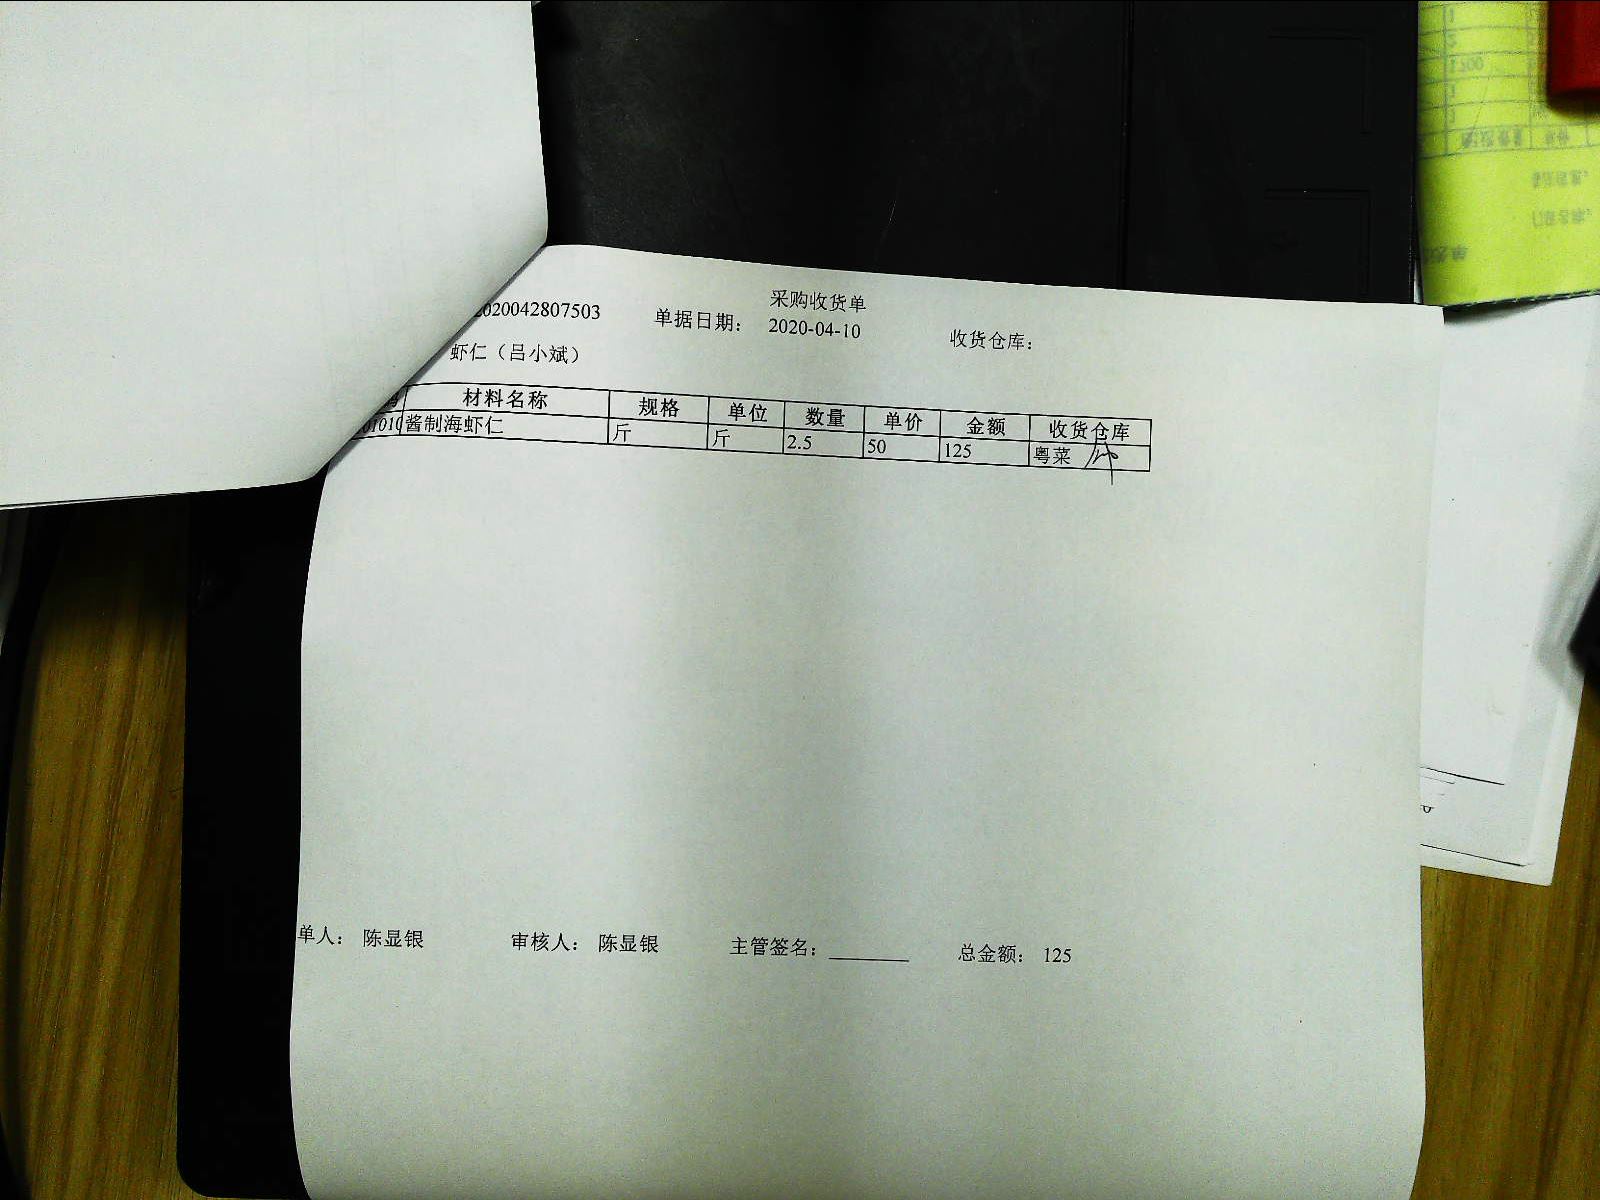 采购收货单
2020042807503 单据日期： 2020-04-10 收货仓库：
虾仁（吕小斌）
材料名称 规格 单位 数量 单价 金额 收货仓库
01010 酱制海虾仁 斤 斤 2.5 50 125 粤菜
单人： 陈显银 审核人： 陈显银 主管签名：________ 总金额： 125